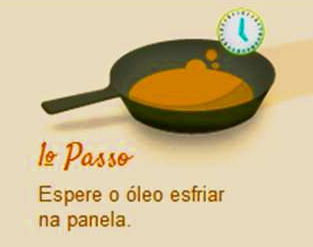 1º Passo
Espere o óleo esfriar
na panela.